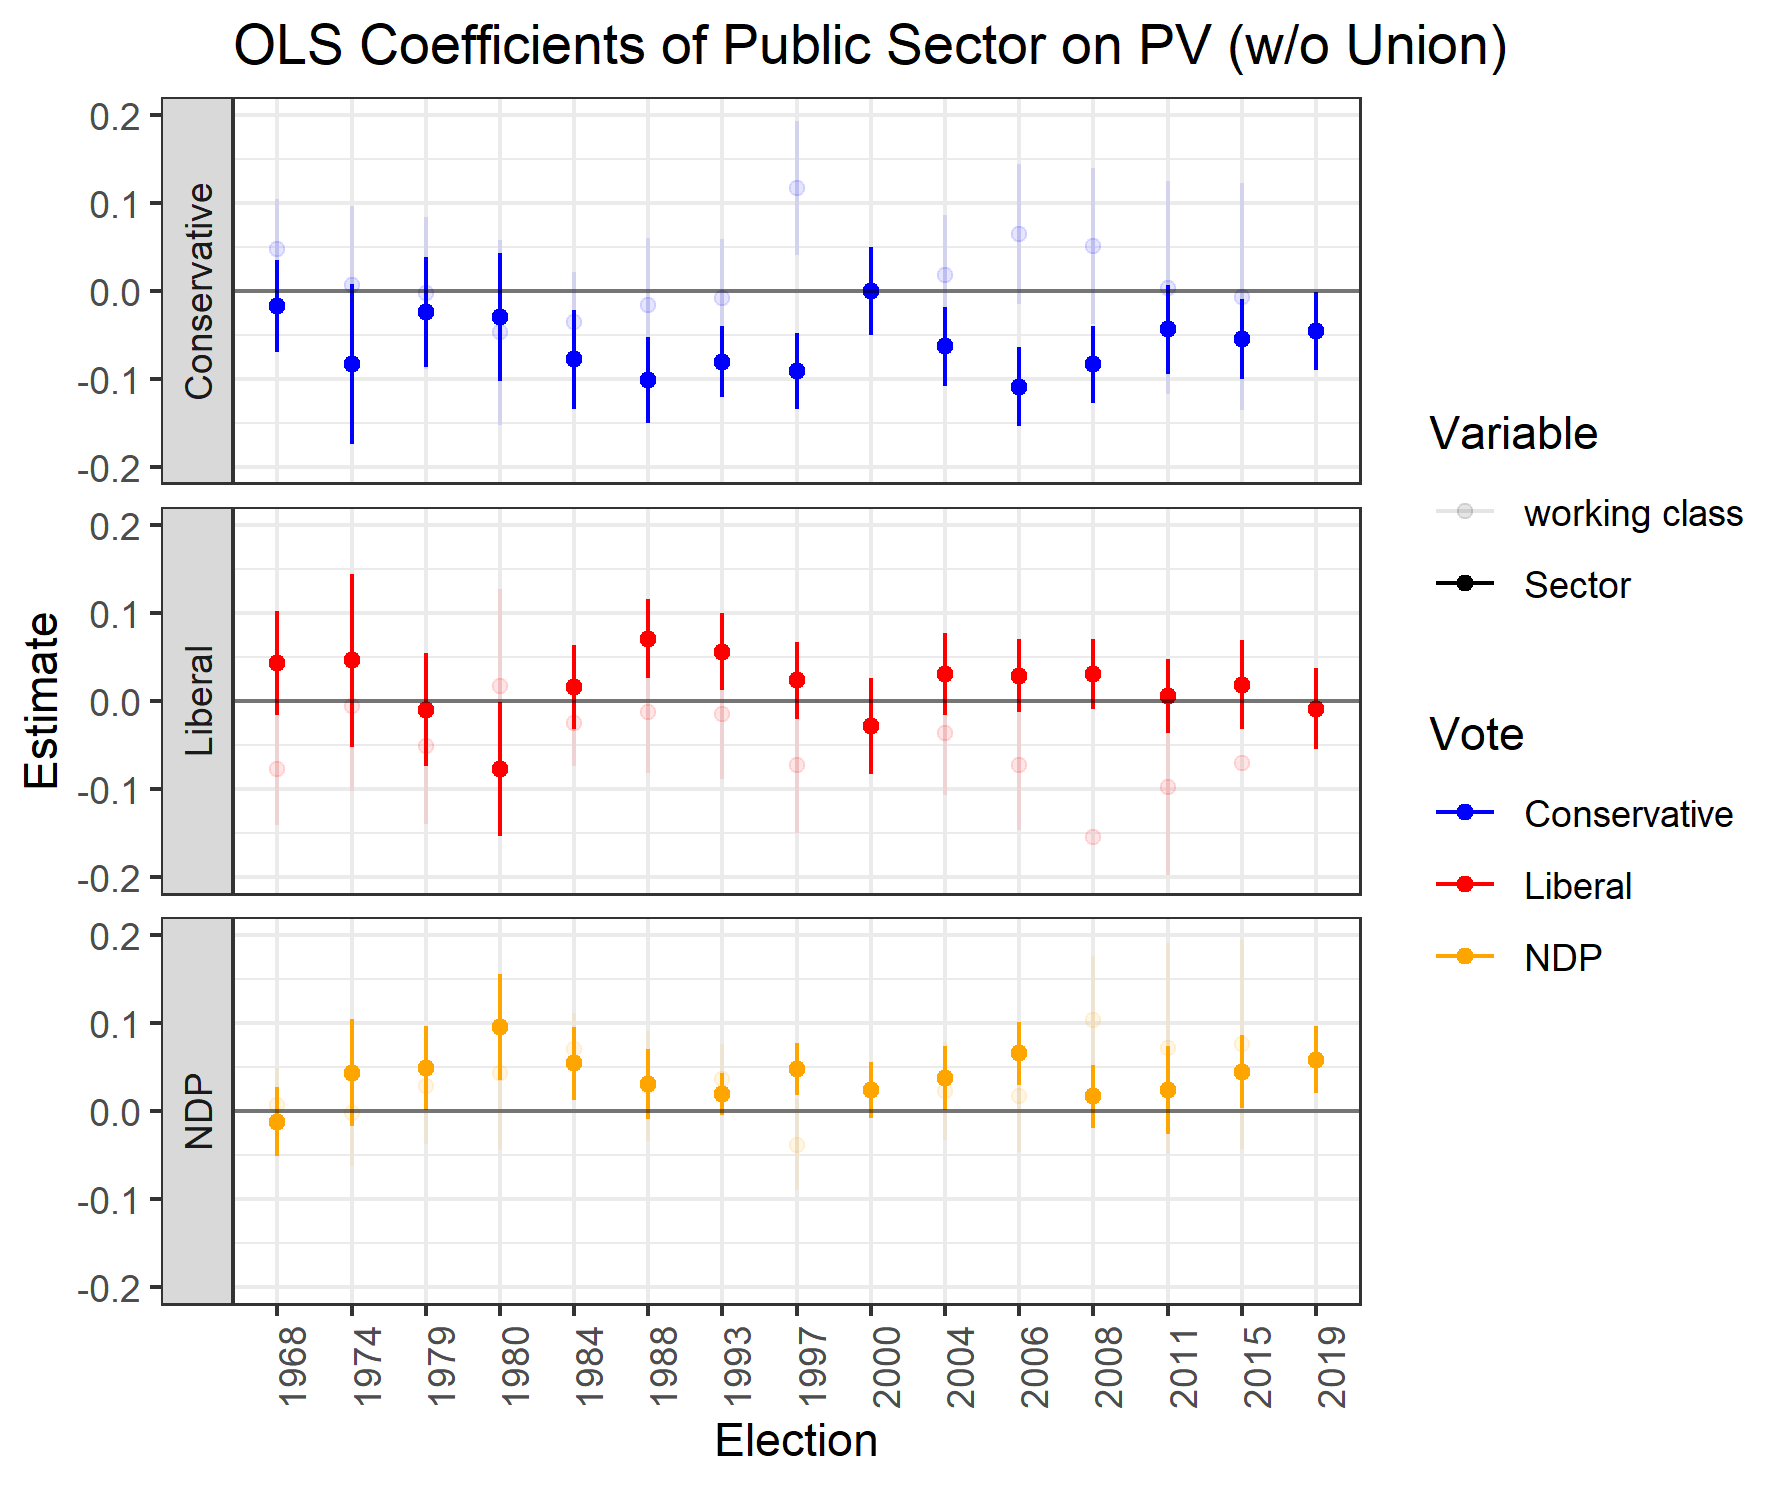 OLS Coefficients of Public Sector on PV (w/o Union)
Estimate
Conservative
0.2
0.1
0.0
-0.1
-0.2
Liberal
0.2
0.1
0.0
-0.1
-0.2
NDP
0.2
0.1
0.0
-0.1
-0.2
1968
1974
1979
1980
1984
1988
1993
1997
2000
2004
2006
2008
2011
2015
2019
Election
Variable
working class
Sector
Vote
Conservative
Liberal
NDP